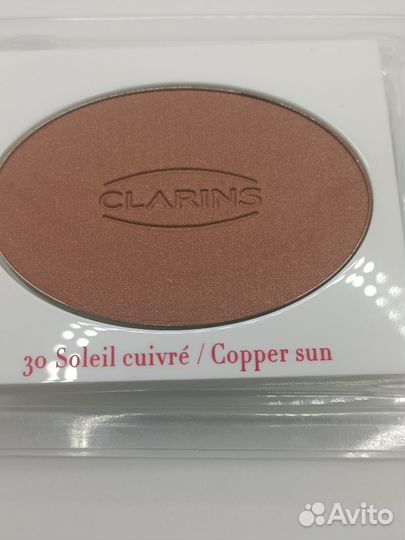 CLARINS
30 Soleil cuivré / Copper sun
Avito